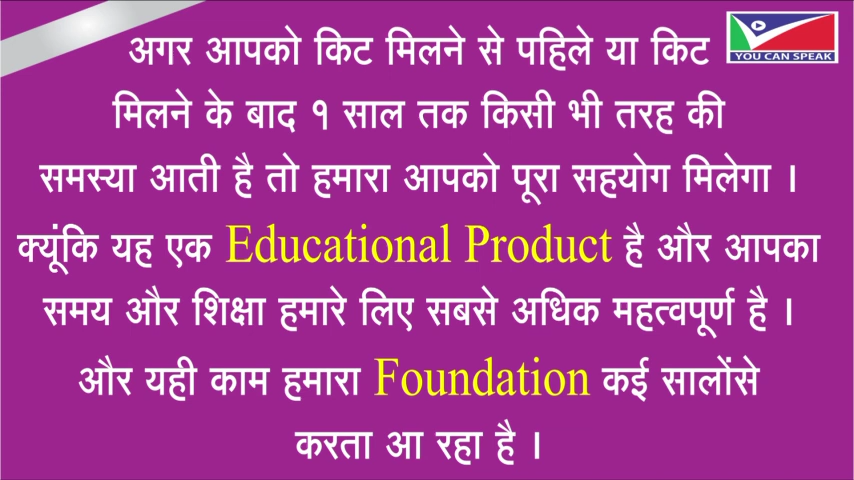 अगर आपको किट मिलने से पहिले या किट
YOU CAN SPEAK
मिलने के बाद १ साल तक किसी भी तरह की
समस्या आती है तो हमारा आपको पूरा सहयोग मिलेगा ।
क्यूंकि यह एक Educational Product है और आपका
समय और शिक्षा हमारे लिए सबसे अधिक महत्वपूर्ण है ।
और यही काम हमारा Foundation कई सालोंसे
करता आ रहा है ।